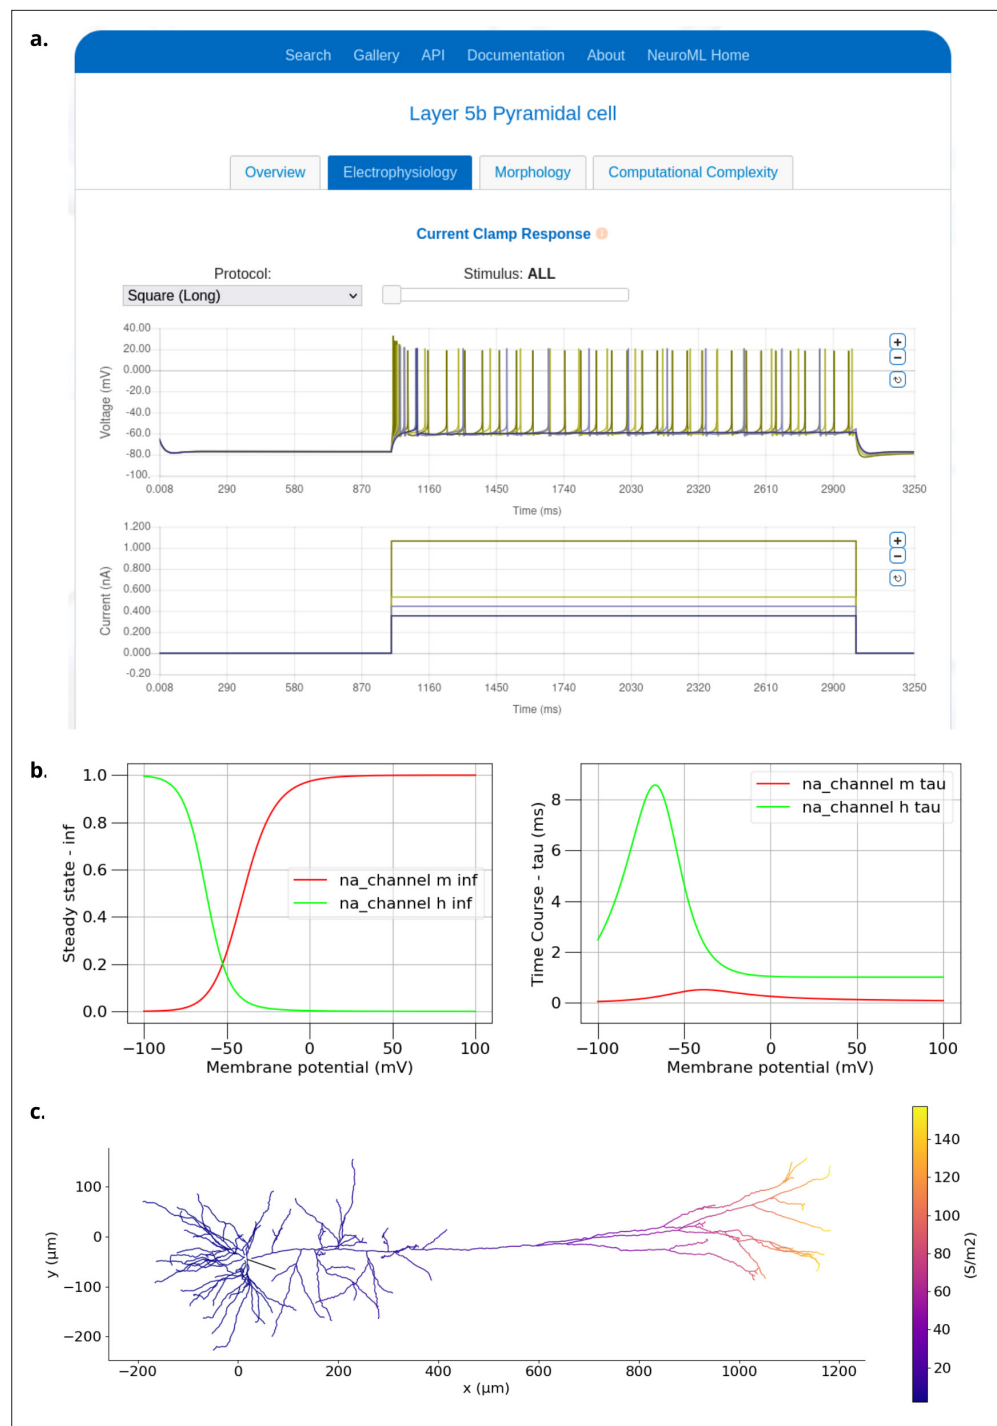 a.
Search Gallery API Documentation About NeuroML Home
Layer 5b Pyramidal cell
Overview Electrophysiology Morphology Computational Complexity
Current Clamp Response
Protocol: Stimulus: ALL
Square (Long)
40.00
20.00
0.000
-20.0
-40.0
-60.0
-80.0
-100.
Voltage (mV)
0.008 290 580 870 1160 1450 1740 2030 2320 2610 2900 3250
Time (ms)
1.200
1.000
0.800
0.600
0.400
0.200
0.000
-0.20
Current (nA)
0.008 290 580 870 1160 1450 1740 2030 2320 2610 2900 3250
Time (ms)
b.
1.0
0.8
0.6
0.4
0.2
0.0
Steady state - inf
na_channel m inf
na_channel h inf
−100 −50 0 50 100
Membrane potential (mV)
8
6
4
2
0
Time Course - tau (ms)
na_channel m tau
na_channel h tau
−100 −50 0 50 100
Membrane potential (mV)
c.
100
0
−100
−200
y (μm)
−200 0 200 400 600 800 1000 1200
x (μm)
140
120
100
80
60
40
20
(S/m2)